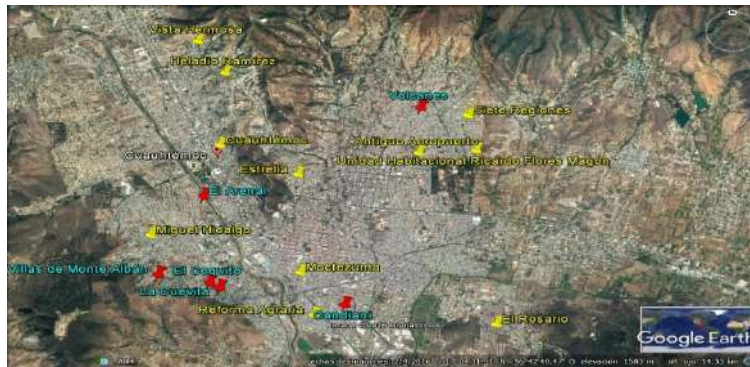 Vista Hermosa
Heladio Ramírez
Volcanes
Siete Regiones
Cuauhtémoc
Antiguo Aeropuerto
Cuauhtémoc
Unidad Habitacional Ricardo Flores Magón
Estrella
El Arenal
Miguel Hidalgo
Villas de Monte Albán
El Coquito
Moctezuma
La Cuevita
Reforma Agraria
Candiani
El Rosario
Google Earth